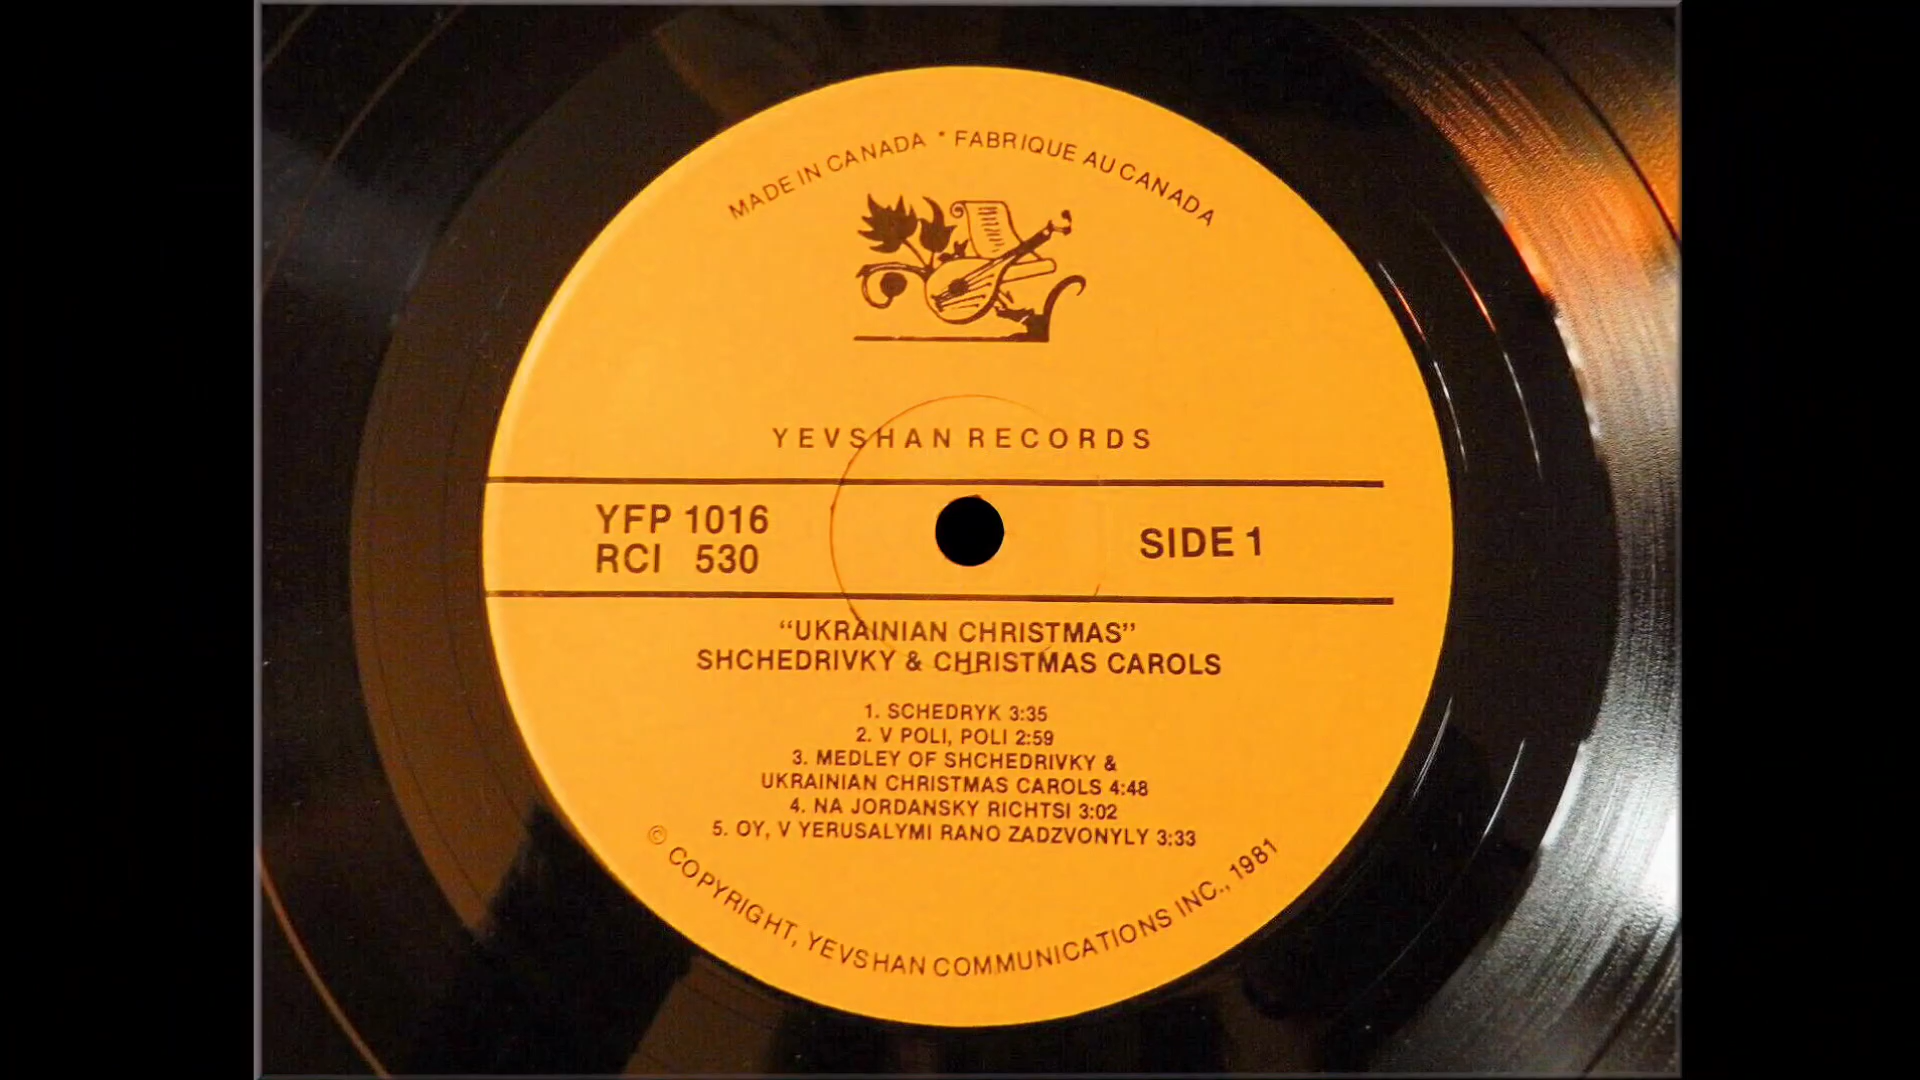 MADE IN CANADA * FABRIQUE AU CANADA
YEVSHAN RECORDS
YFP 1016
RCI 530
SIDE 1
“UKRAINIAN CHRISTMAS”
SHCHEDRIVKY & CHRISTMAS CAROLS
1. SCHEDRYK 3:35
2. V POLI, POLI 2:59
3. MEDLEY OF SHCHEDRIVKY &
UKRAINIAN CHRISTMAS CAROLS 4:48
4. NA JORDANSKY RICHTSI 3:02
5. OY, V YERUSALYMI RANO ZADZVONYLY 3:33
© COPYRIGHT, YEVSHAN COMMUNICATIONS INC., 1981